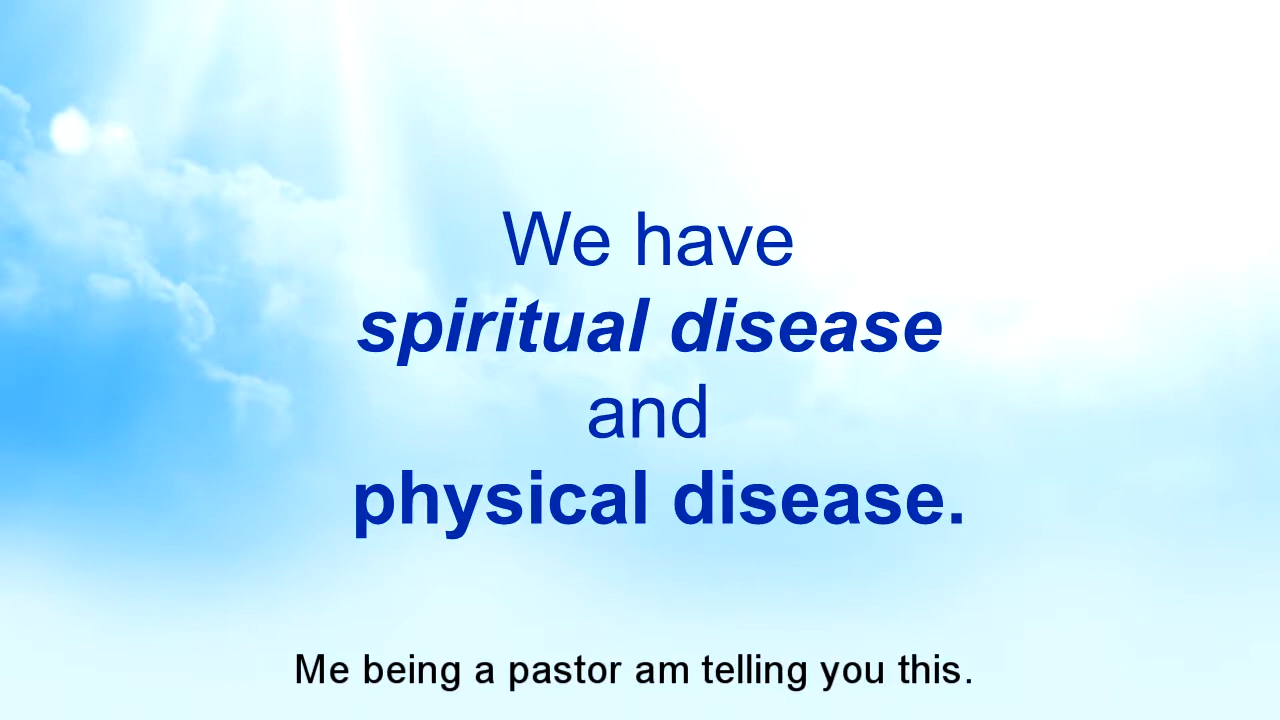 We have
spiritual disease
and
physical disease.
Me being a pastor am telling you this.